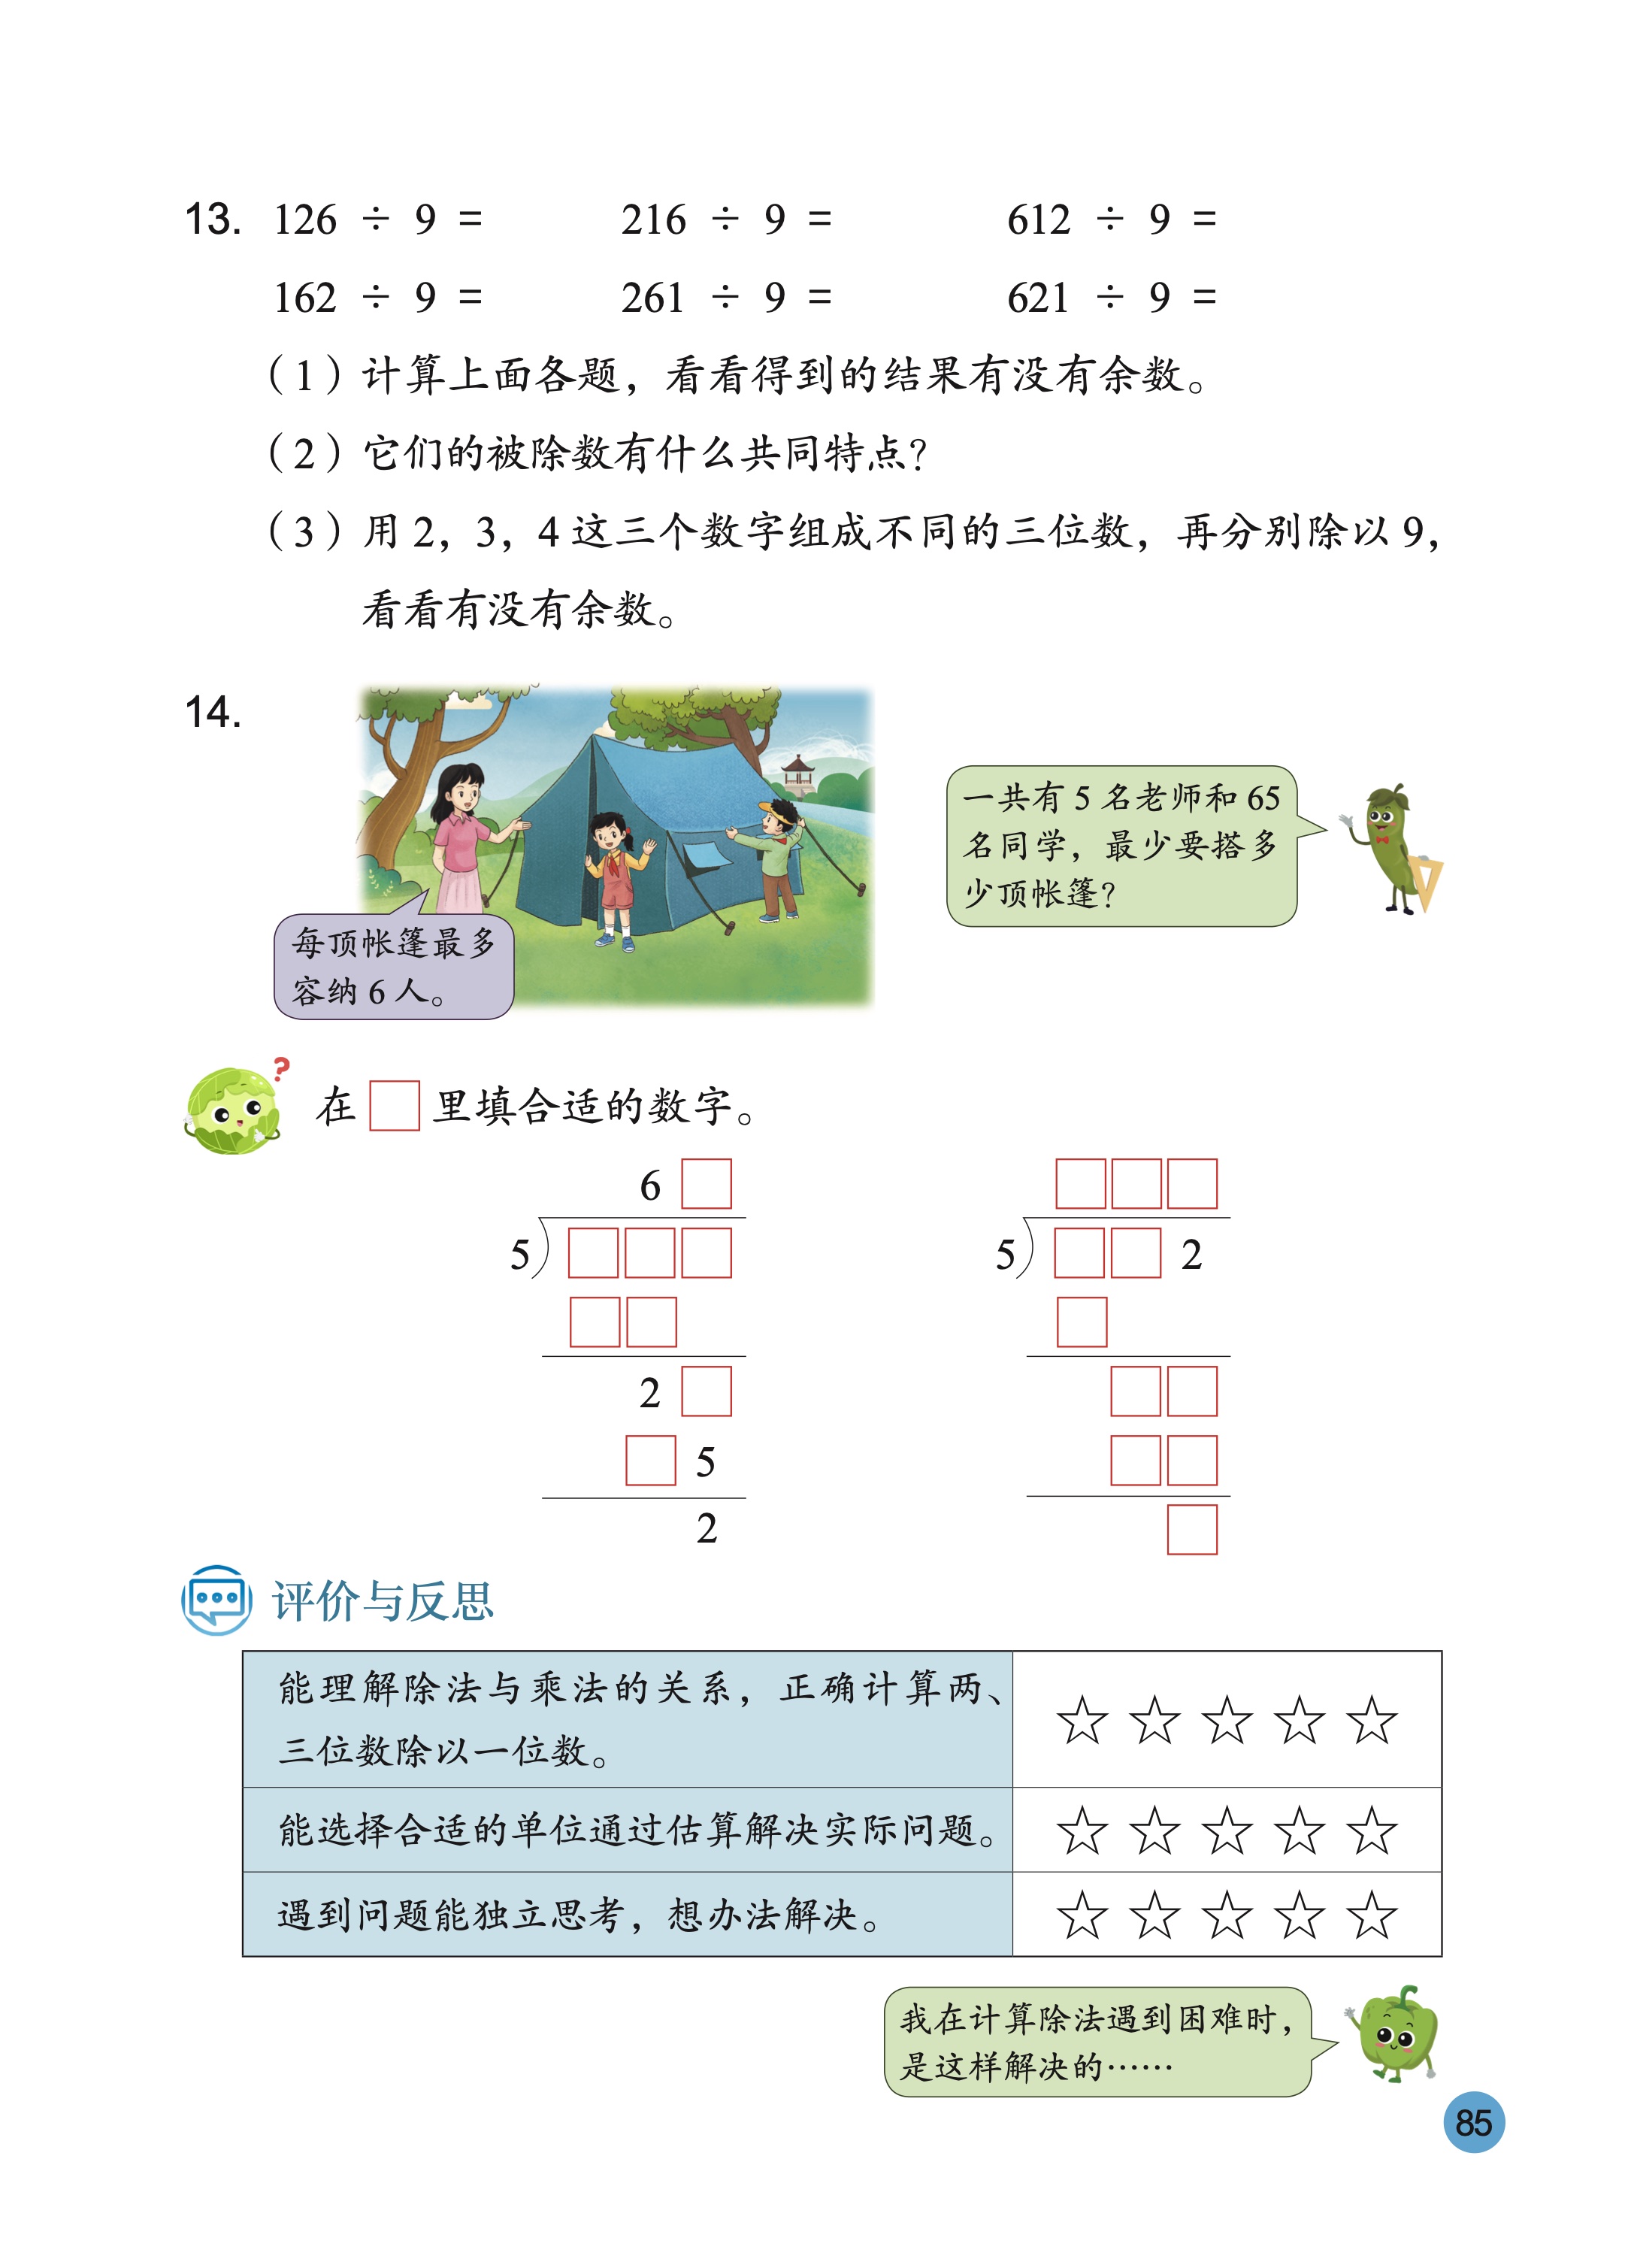 13. 126 ÷ 9 = 216 ÷ 9 = 612 ÷ 9 =
162 ÷ 9 = 261 ÷ 9 = 621 ÷ 9 =
（1）计算上面各题，看看得到的结果有没有余数。
（2）它们的被除数有什么共同特点？
（3）用 2，3，4 这三个数字组成不同的三位数，再分别除以 9，
看看有没有余数。
14.
一共有 5 名老师和 65
名同学，最少要搭多
少顶帐篷？
每顶帐篷最多
容纳 6 人。
?
在 □ 里填合适的数字。
6 □ □□□
5 □□□ 5 □□ 2
□□ □
2 □ □□
□ 5 □□
2 □
评价与反思
能理解除法与乘法的关系，正确计算两、
三位数除以一位数。
☆ ☆ ☆ ☆ ☆
能选择合适的单位通过估算解决实际问题。
☆ ☆ ☆ ☆ ☆
遇到问题能独立思考，想办法解决。
☆ ☆ ☆ ☆ ☆
我在计算除法遇到困难时，
是这样解决的……
85